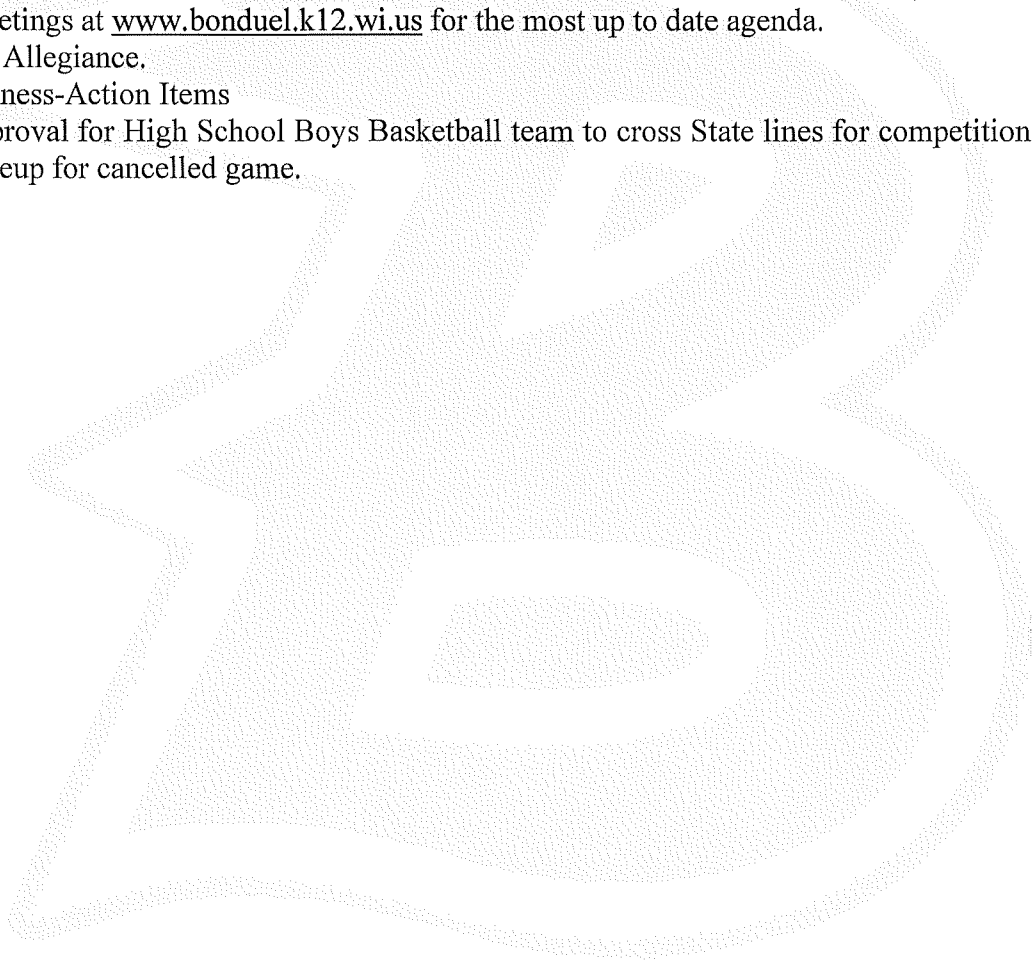 etings at www.bonduel.k12.wi.us for the most up to date agenda.
Allegiance.
ness-Action Items
roval for High School Boys Basketball team to cross State lines for competition
eup for cancelled game.
B